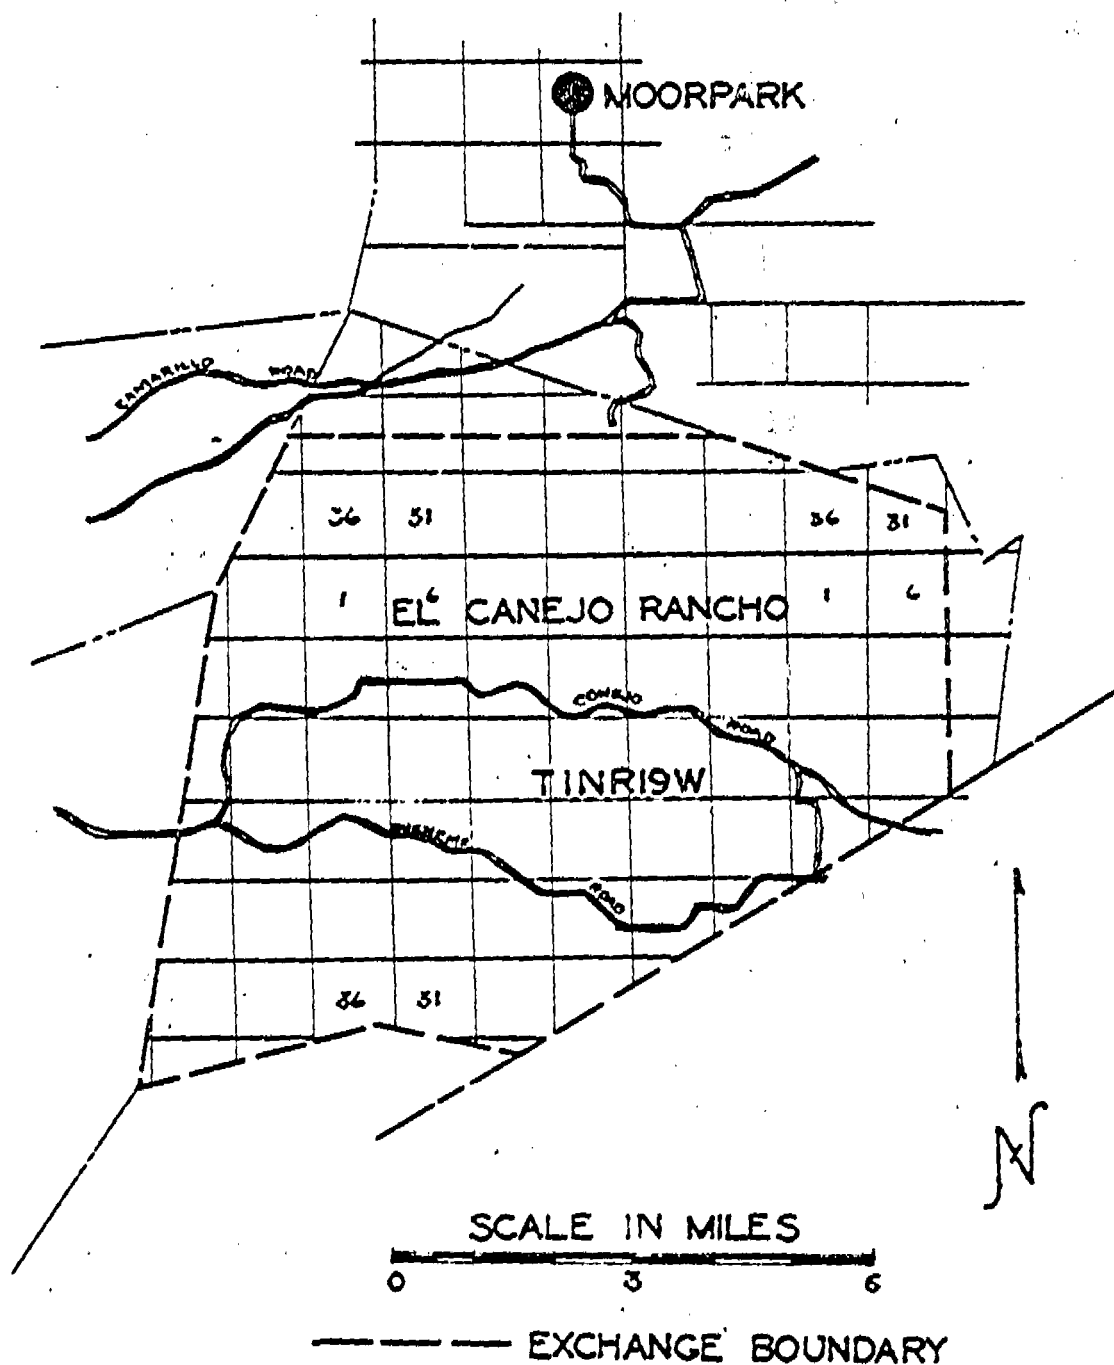 MOORPARK
CAMARILLO ROAD
36 31 36 31
1 6 1 6
EL CANEJO RANCHO
CONEJO ROAD
T1NR19W
ROAD
36 31
N
SCALE IN MILES
0 3 6
EXCHANGE BOUNDARY